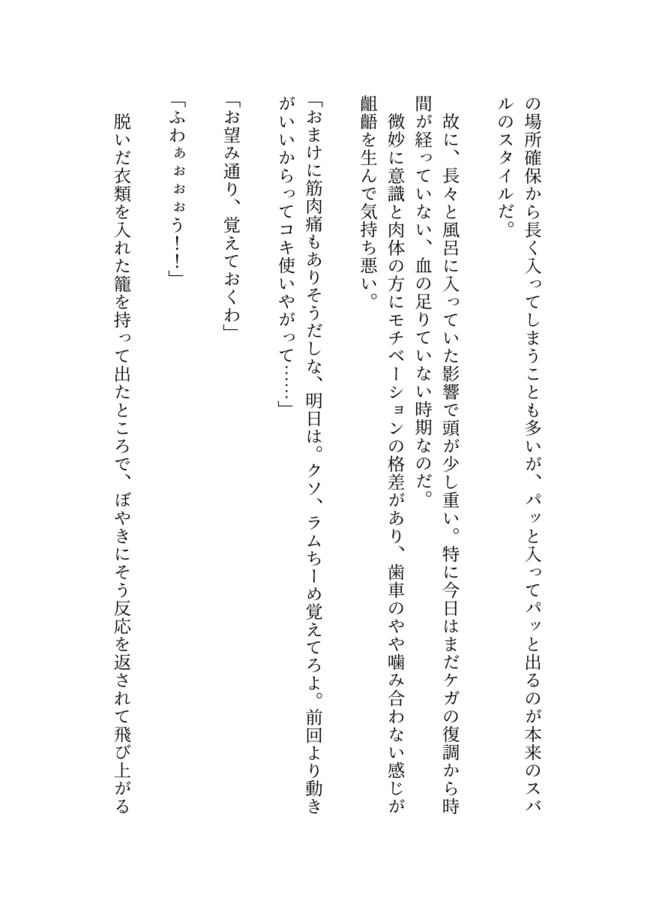 の場所確保から長く入ってしまうことも多いが、パッと入ってパッと出るのが本来のスバ
ルのスタイルだ。
故に、長々と風呂に入っていた影響で頭が少し重い。特に今日はまだケガの復調から時
間が経っていない、血の足りていない時期なのだ。
微妙に意識と肉体の方にモチベーションの格差があり、歯車のやや噛み合わない感じが
齟齬を生んで気持ち悪い。
「おまけに筋肉痛もありそうだしな、明日は。クソ、ラムちーめ覚えてろよ。前回より動き
がいいからってコキ使いやがって……」
「お望み通り、覚えておくわ」
「ふわぁぉぉぉう！！」
脱いだ衣類を入れた籠を持って出たところで、ぼやきにそう反応を返されて飛び上がる